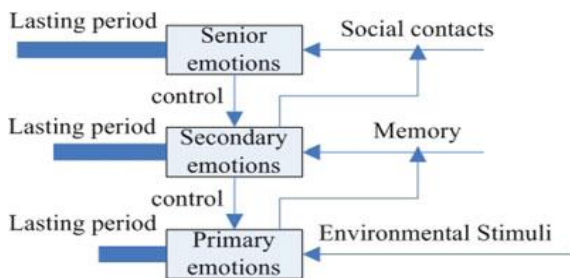 Lasting period
Senior
emotions
Social contacts
control
Lasting period
Secondary
emotions
Memory
control
Lasting period
Primary
emotions
Environmental Stimuli